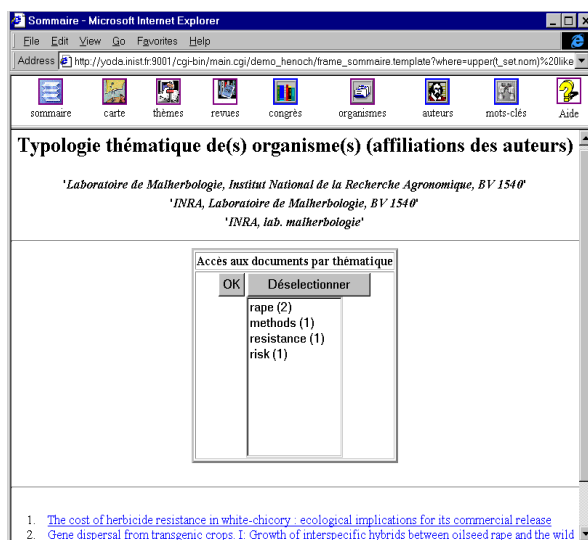 Sommaire - Microsoft Internet Explorer
File Edit View Go Favorites Help
Address http://yoda.inist.fr:9001/cgi-bin/main.cgi/demo_henoch/frame_sommaire.template?where=upper(t_set.nom)%20like
sommaire carte thèmes revues congrès organismes auteurs mots-clés Aide
Typologie thématique de(s) organisme(s) (affiliations des auteurs)
'Laboratoire de Malherbologie, Institut National de la Recherche Agronomique, BV 1540'
'INRA, Laboratoire de Malherbologie, BV 1540'
'INRA, lab. malherbologie'
Accès aux documents par thématique
OK Déselectionner
rape (2)
methods (1)
resistance (1)
risk (1)
1. The cost of herbicide resistance in white-chicory : ecological implications for its commercial release
2. Gene dispersal from transgenic crops. I: Growth of interspecific hybrids between oilseed rape and the wild